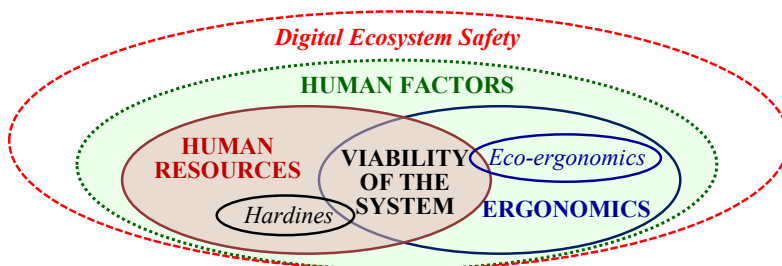 Digital Ecosystem Safety
HUMAN FACTORS
HUMAN
RESOURCES
VIABILITY
OF THE
SYSTEM
Eco-ergonomics
Hardines
ERGONOMICS